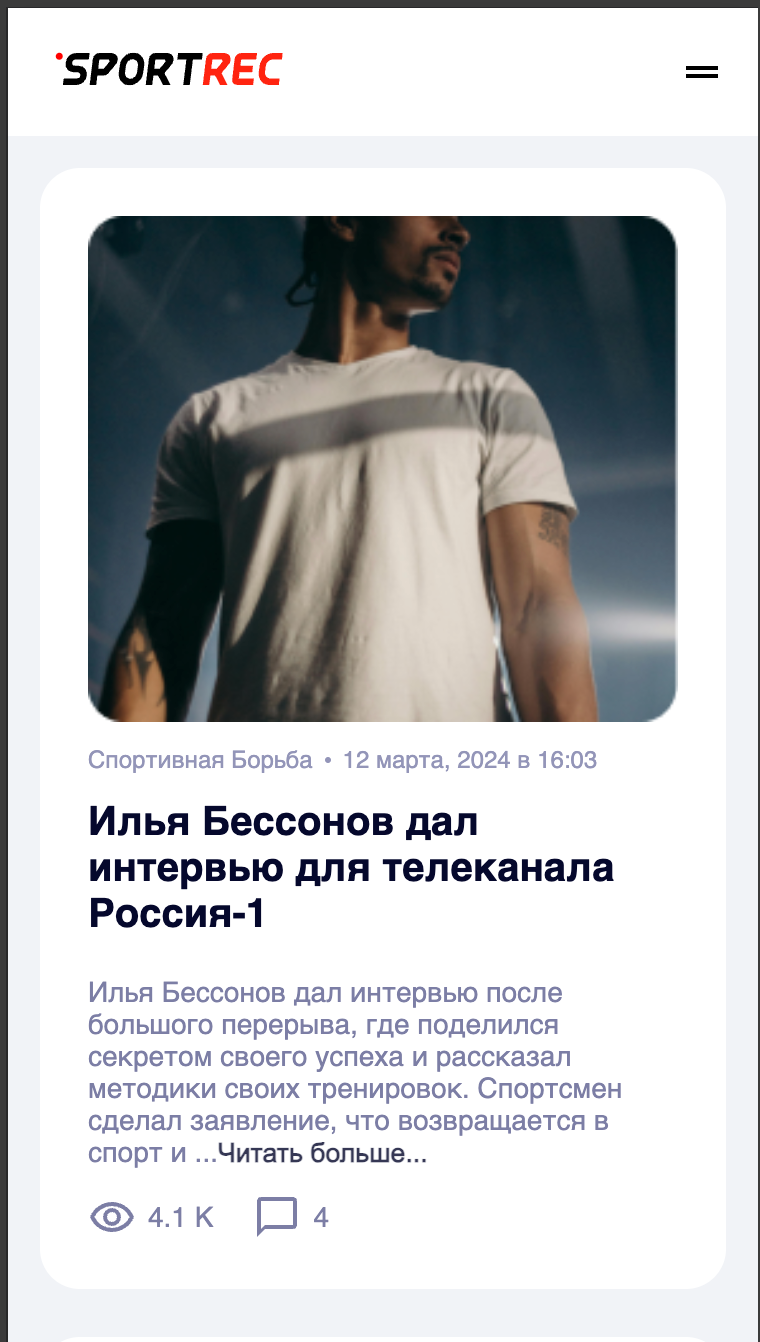 SPORTREC
Спортивная Борьба • 12 марта, 2024 в 16:03
Илья Бессонов дал
интервью для телеканала
Россия-1
Илья Бессонов дал интервью после
большого перерыва, где поделился
секретом своего успеха и рассказал
методики своих тренировок. Спортсмен
сделал заявление, что возвращается в
спорт и ...Читать больше...
4.1 K 4